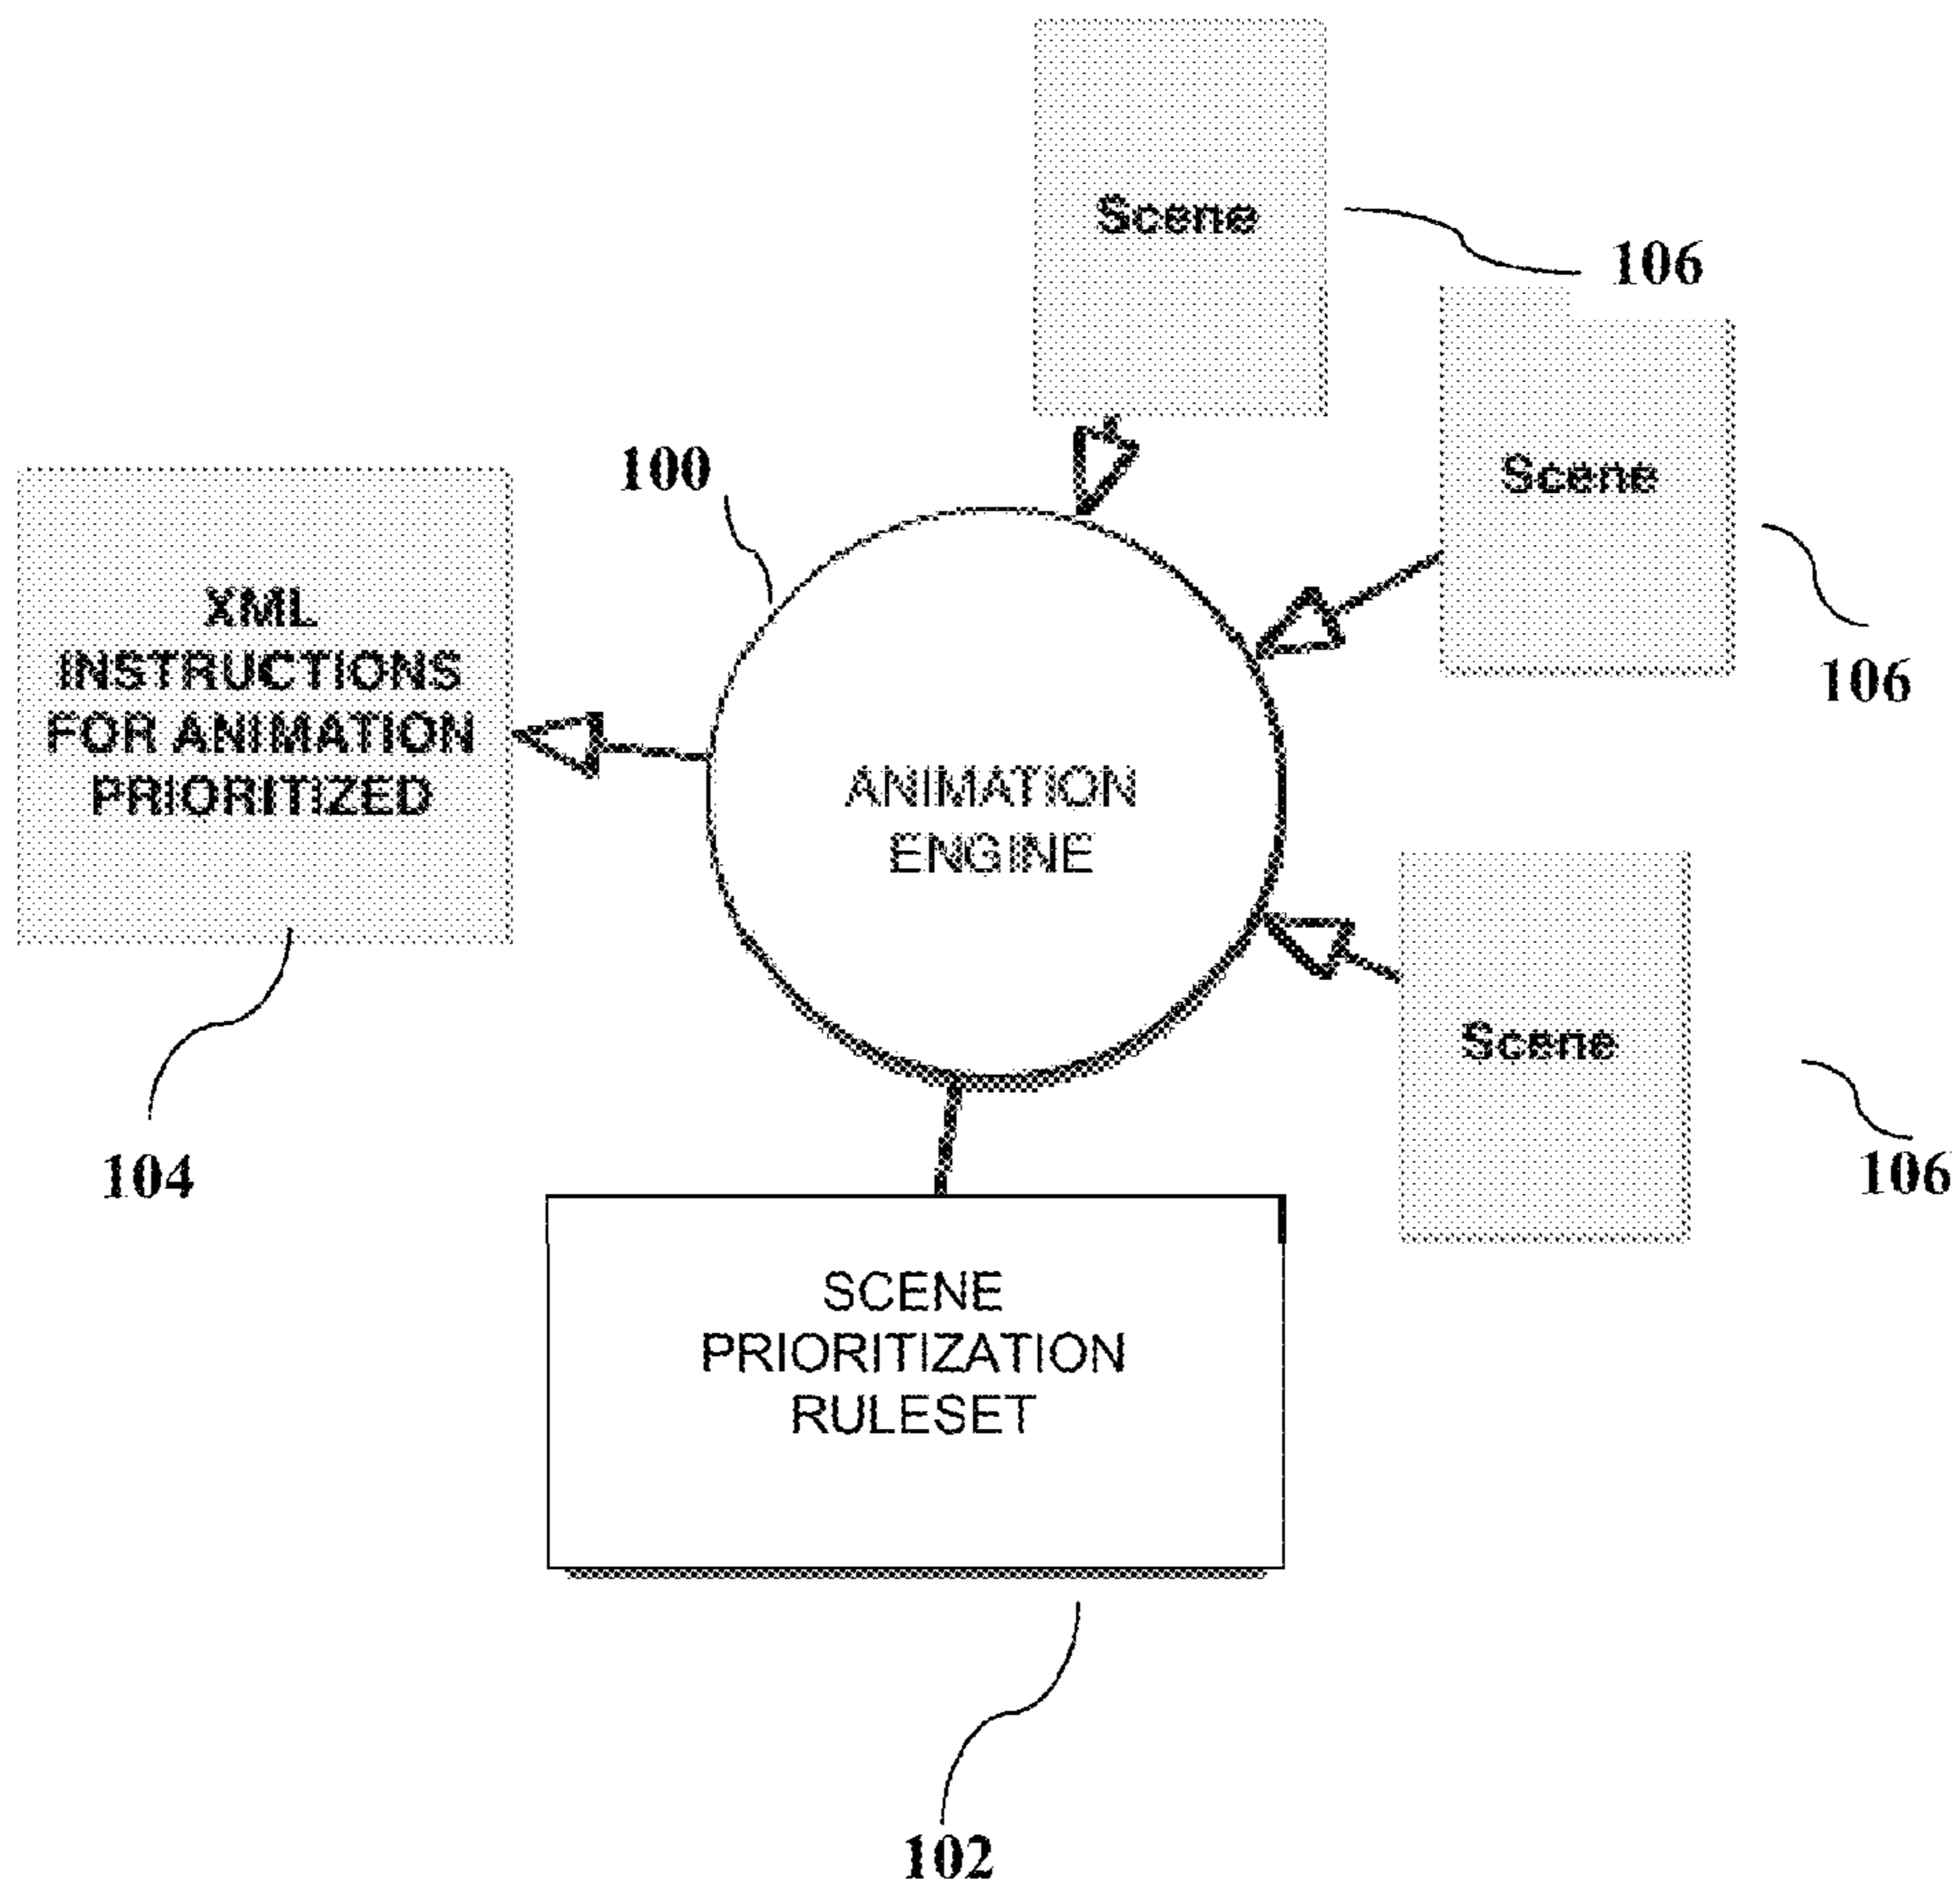 Scene
106
Scene
106
100
XML
INSTRUCTIONS
FOR ANIMATION
PRIORITIZED
104
ANIMATION
ENGINE
Scene
106
SCENE
PRIORITIZATION
RULESET
102